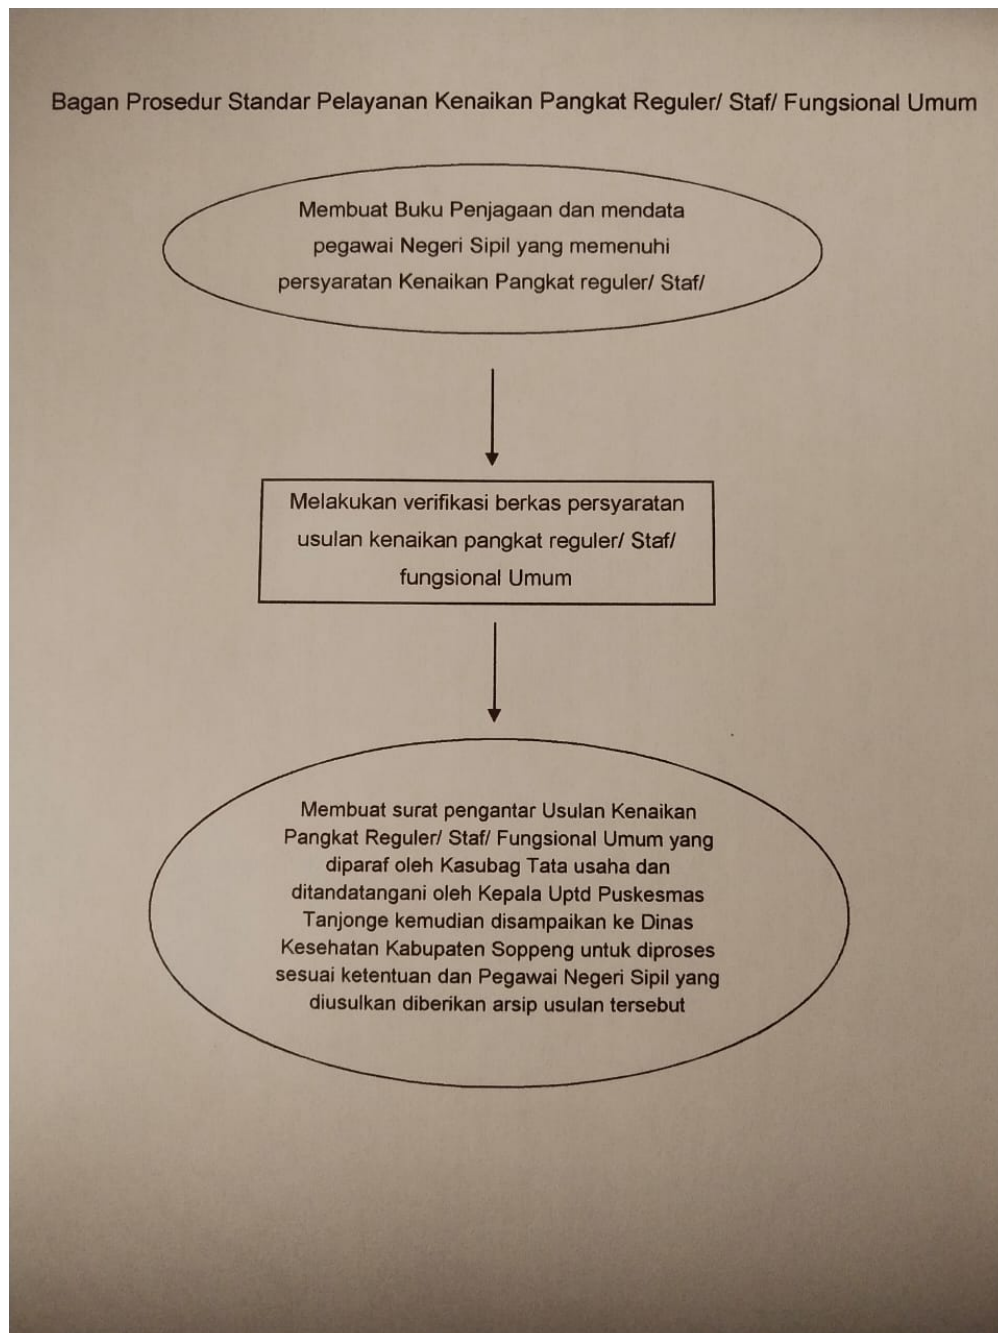 Bagan Prosedur Standar Pelayanan Kenaikan Pangkat Reguler/ Staf/ Fungsional Umum
Membuat Buku Penjagaan dan mendata
pegawai Negeri Sipil yang memenuhi
persyaratan Kenaikan Pangkat reguler/ Staf/
Melakukan verifikasi berkas persyaratan
usulan kenaikan pangkat reguler/ Staf/
fungsional Umum
Membuat surat pengantar Usulan Kenaikan
Pangkat Reguler/ Staf/ Fungsional Umum yang
diparaf oleh Kasubag Tata usaha dan
ditandatangani oleh Kepala Uptd Puskesmas
Tanjonge kemudian disampaikan ke Dinas
Kesehatan Kabupaten Soppeng untuk diproses
sesuai ketentuan dan Pegawai Negeri Sipil yang
diusulkan diberikan arsip usulan tersebut